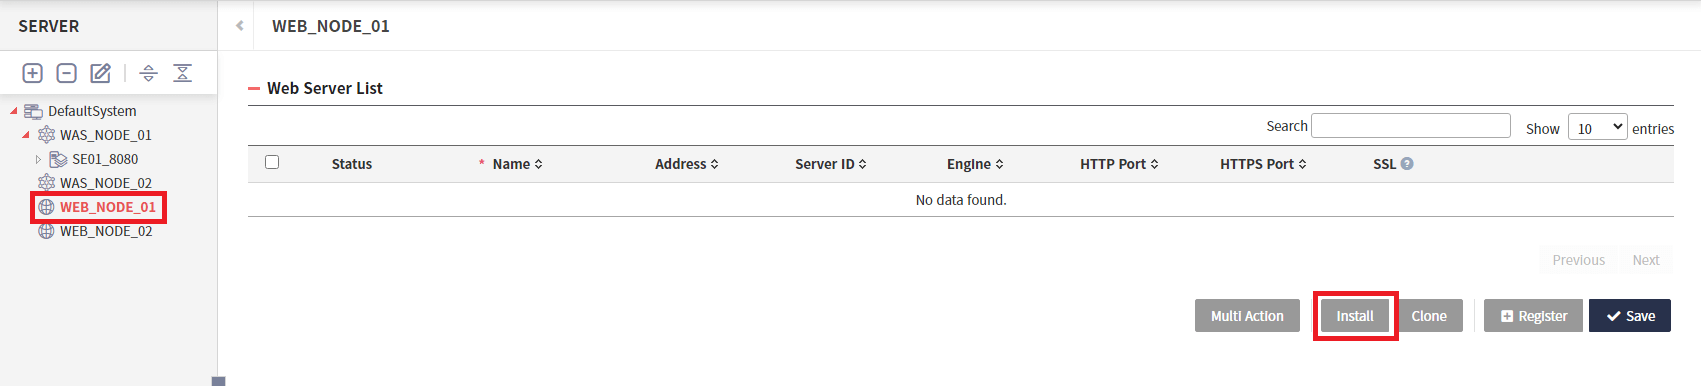 SERVER
WEB_NODE_01
DefaultSystem
WAS_NODE_01
SE01_8080
WAS_NODE_02
WEB_NODE_01
WEB_NODE_02
Web Server List
Search Show 10 entries
Status * Name Address Server ID Engine HTTP Port HTTPS Port SSL ?
No data found.
Previous Next
Multi Action Install Clone Register Save